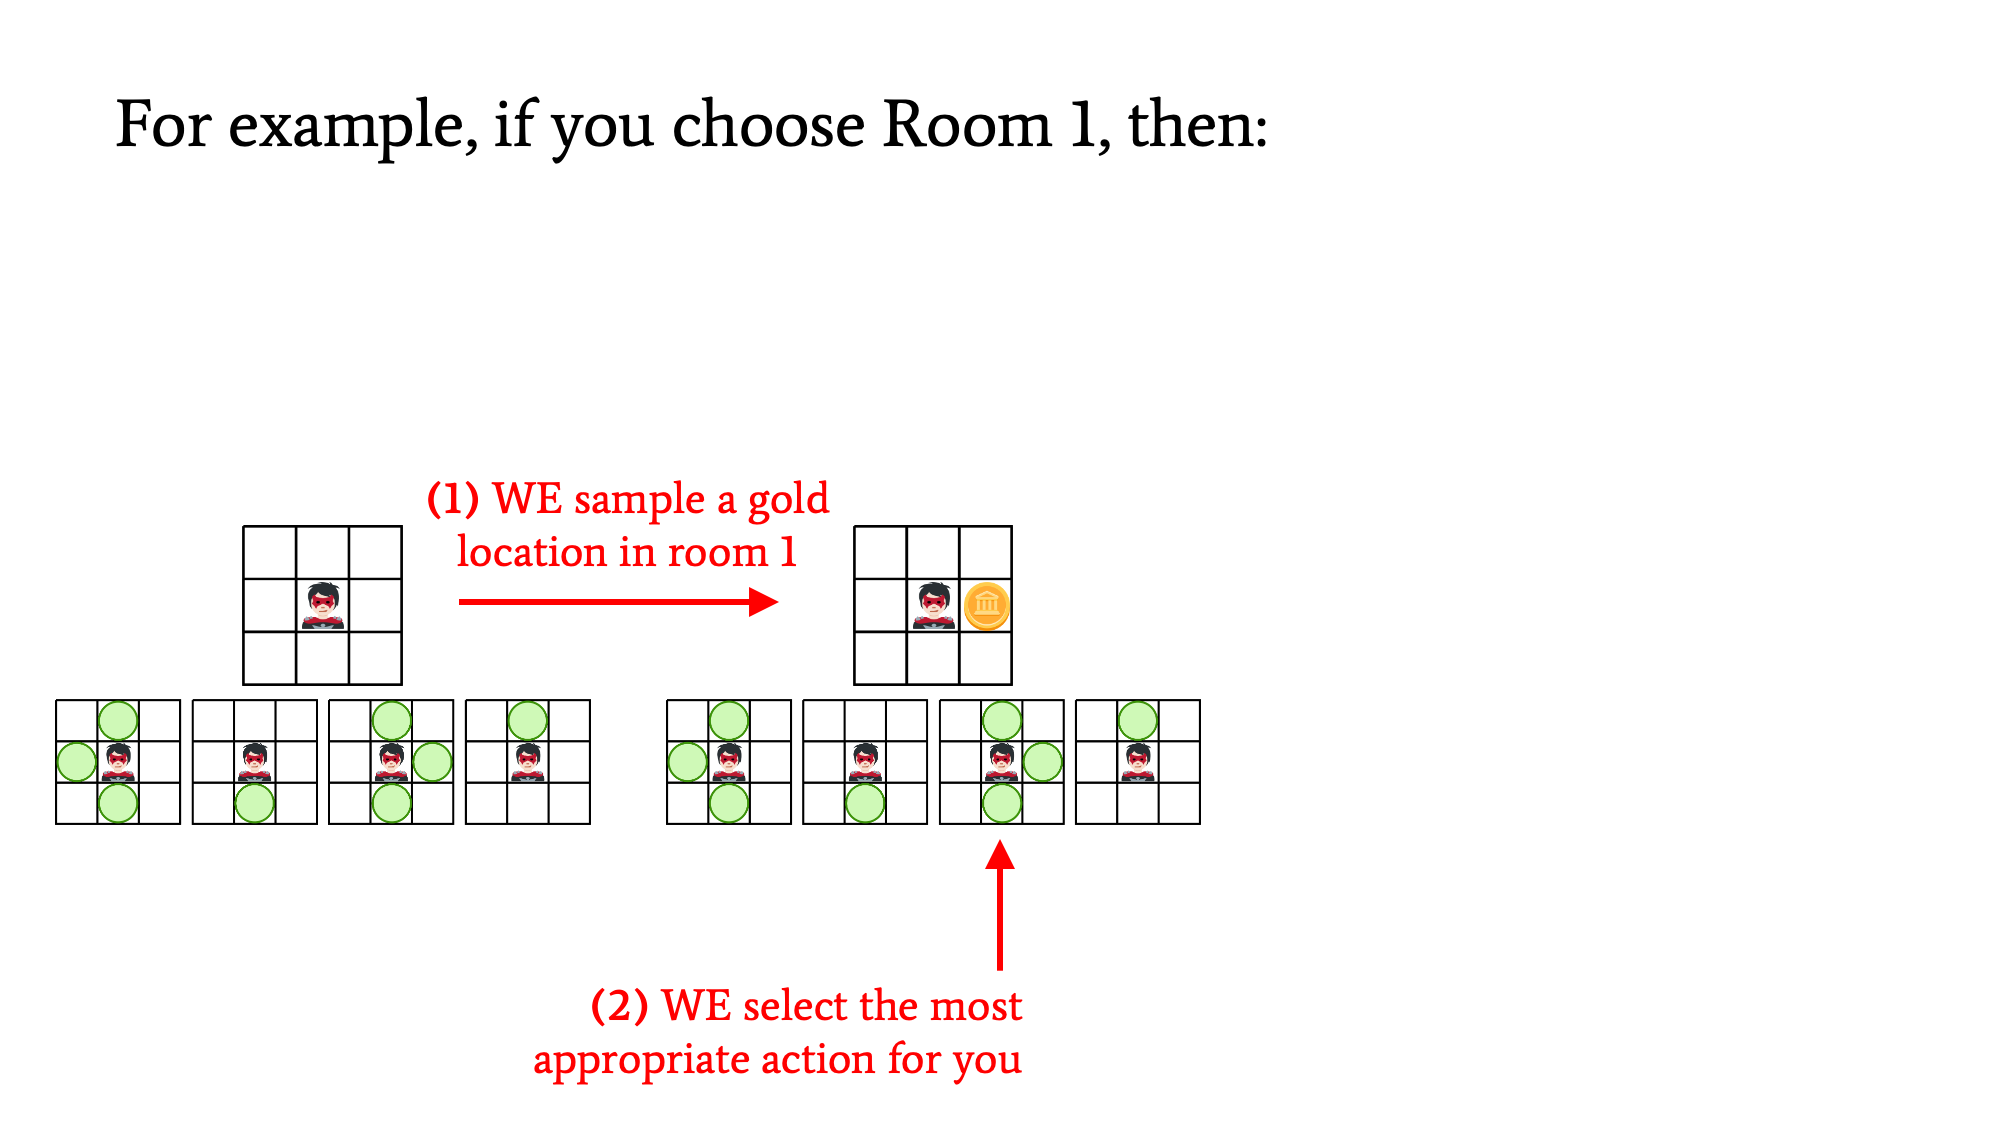 For example, if you choose Room 1, then:
(1) WE sample a gold
location in room 1
(2) WE select the most
appropriate action for you